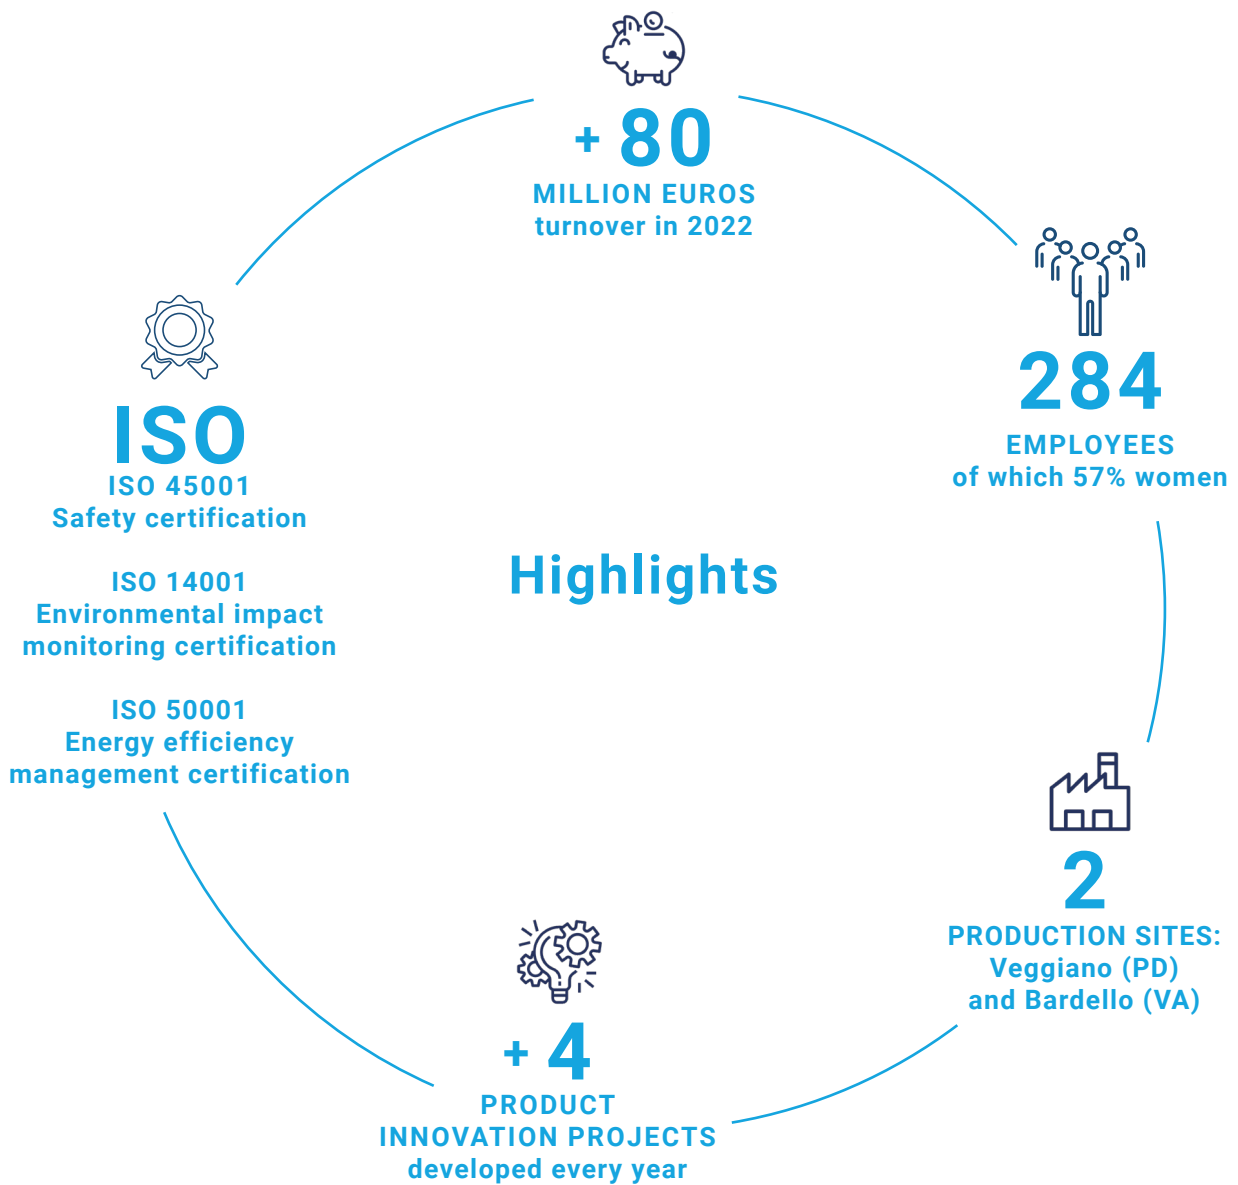 + 80
MILLION EUROS
turnover in 2022
284
EMPLOYEES
of which 57% women
ISO
ISO 45001
Safety certification
ISO 14001
Environmental impact
monitoring certification
ISO 50001
Energy efficiency
management certification
Highlights
2
PRODUCTION SITES:
Veggiano (PD)
and Bardello (VA)
+ 4
PRODUCT
INNOVATION PROJECTS
developed every year